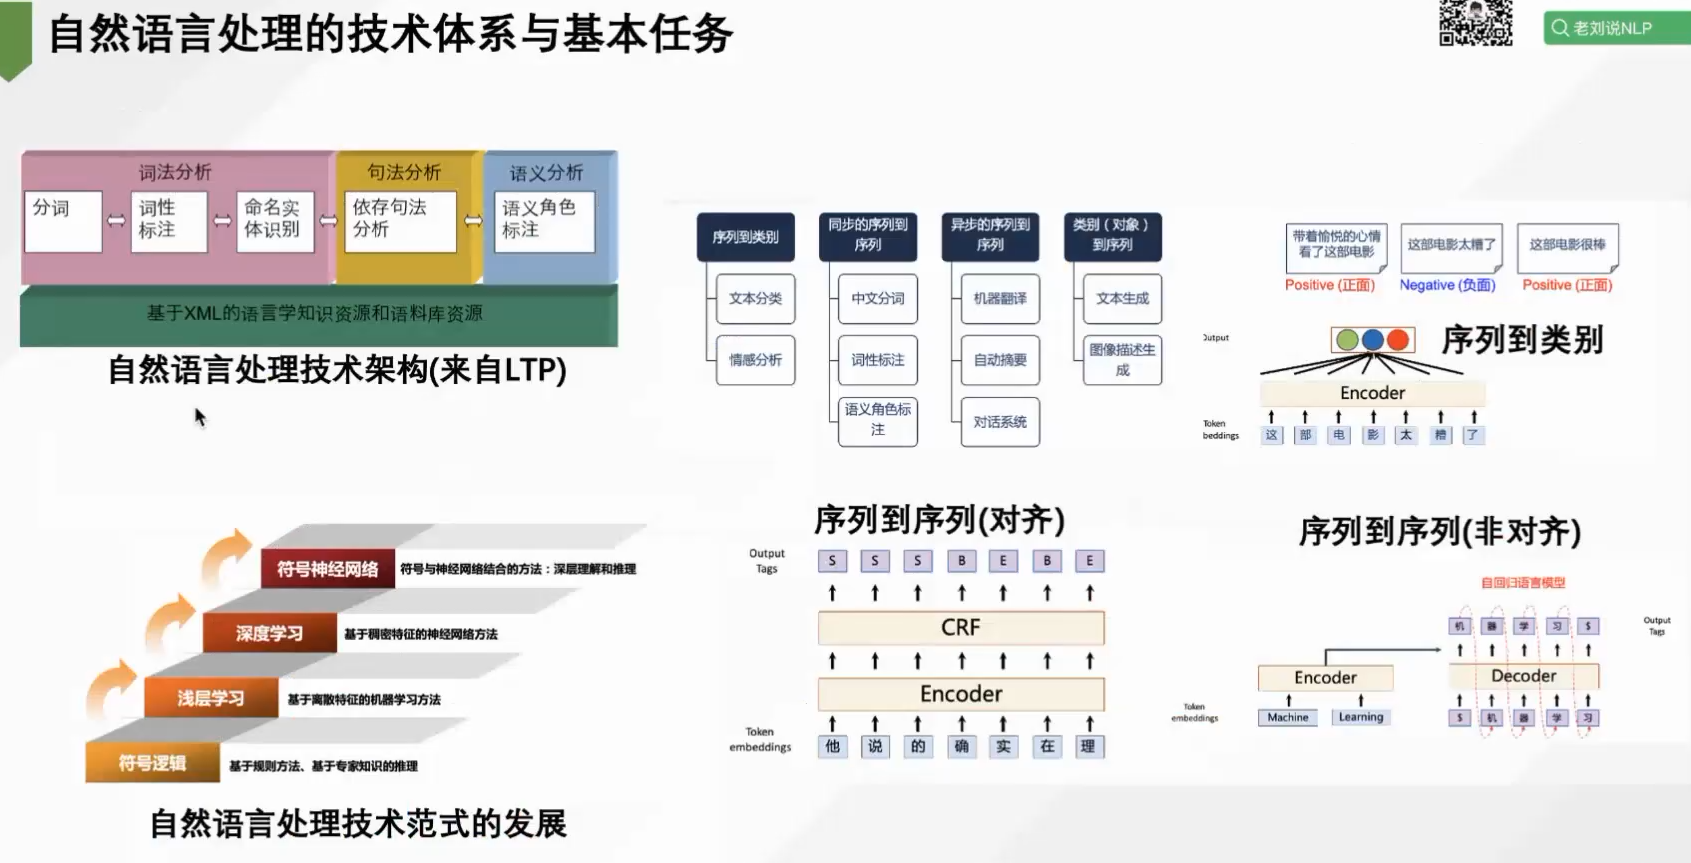 自然语言处理的技术体系与基本任务
老刘说NLP
词法分析
句法分析
语义分析
分词
词性
标注
命名实
体识别
依存句法
分析
语义角色
标注
基于XML的语言学知识资源和语料库资源
自然语言处理技术架构(来自LTP)
序列到类别
同步的序列到
序列
异步的序列到
序列
类别（对象）
到序列
文本分类
中文分词
机器翻译
文本生成
情感分析
词性标注
自动摘要
图像描述生
成
语义角色标
注
对话系统
带着愉悦的心情
看了这部电影
这部电影太糟了
这部电影很棒
Positive (正面)
Negative (负面)
Positive (正面)
序列到类别
Encoder
Token
beddings
这 部 电 影 太 糟 了
符号神经网络
符号与神经网络结合的方法：深层理解和推理
深度学习
基于稠密特征的神经网络方法
浅层学习
基于离散特征的机器学习方法
符号逻辑
基于规则方法、基于专家知识的推理
自然语言处理技术范式的发展
序列到序列(对齐)
Output
Tags
S S S B E B E
CRF
Encoder
Token
embeddings
他 说 的 确 实 在 理
序列到序列(非对齐)
自回归语言模型
机 器 学 习 $
Output
Tags
Encoder
Decoder
Token
embeddings
Machine
Learning
$ 机 器 学 习